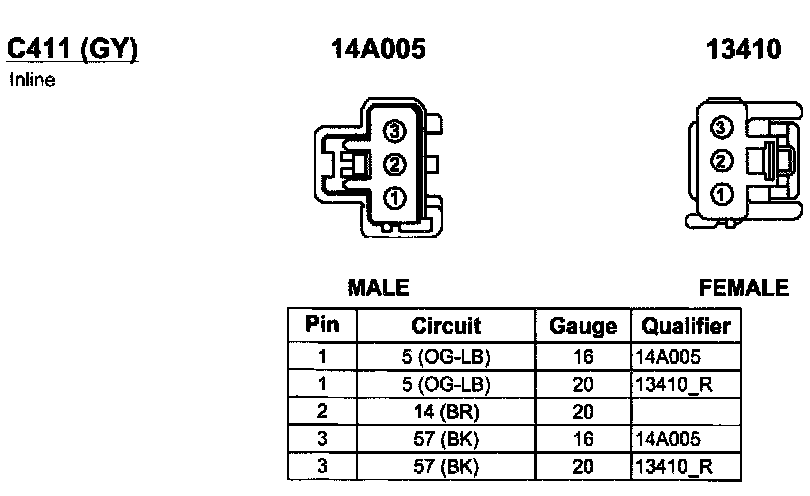 C411 (GY) 14A005 13410
Inline
3 3
2 2
1 1
MALE FEMALE
Pin Circuit Gauge Qualifier
1 5 (OG-LB) 16 14A005
1 5 (OG-LB) 20 13410_R
2 14 (BR) 20
3 57 (BK) 16 14A005
3 57 (BK) 20 13410_R